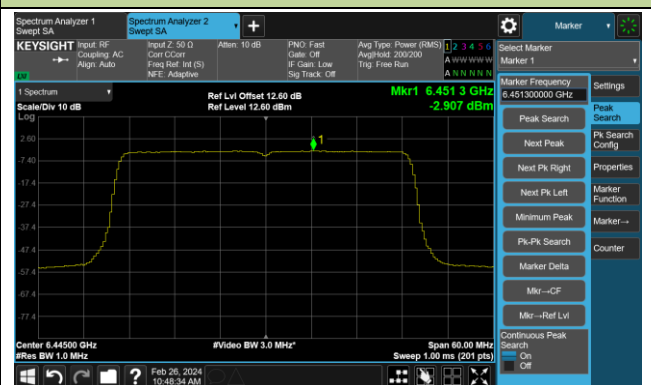 Spectrum Analyzer 1
Swept SA
Spectrum Analyzer 2
Swept SA
Marker
KEYSIGHT
Input: RF
Coupling: AC
Align: Auto
Input Z: 50 Ω
Corr CCorr
Freq Ref: Int (S)
NFE: Adaptive
Atten: 10 dB
PNO: Fast
Gate: Off
IF Gain: Low
Sig Track: Off
Avg Type: Power (RMS)
Avg|Hold: 200/200
Trig: Free Run
1 2 3 4 5 6
A W W W W W
A N N N N N
LXI
Select Marker
Marker 1
1 Spectrum
Scale/Div 10 dB
Log
Ref Lvl Offset 12.60 dB
Ref Level 12.60 dBm
Mkr1 6.451 3 GHz
-2.907 dBm
1
2.60
-7.40
-17.4
-27.4
-37.4
-47.4
-57.4
-67.4
-77.4
Center 6.44500 GHz
#Res BW 1.0 MHz
#Video BW 3.0 MHz*
Span 60.00 MHz
Sweep 1.00 ms (201 pts)
Marker Frequency
6.451300000 GHz
Peak Search
Next Peak
Next Pk Right
Next Pk Left
Minimum Peak
Pk-Pk Search
Marker Delta
Mkr→CF
Mkr→Ref Lvl
Continuous Peak
Search
On
Off
Settings
Peak
Search
Pk Search
Config
Properties
Marker
Function
Marker→
Counter
?
Feb 26, 2024
10:48:34 AM